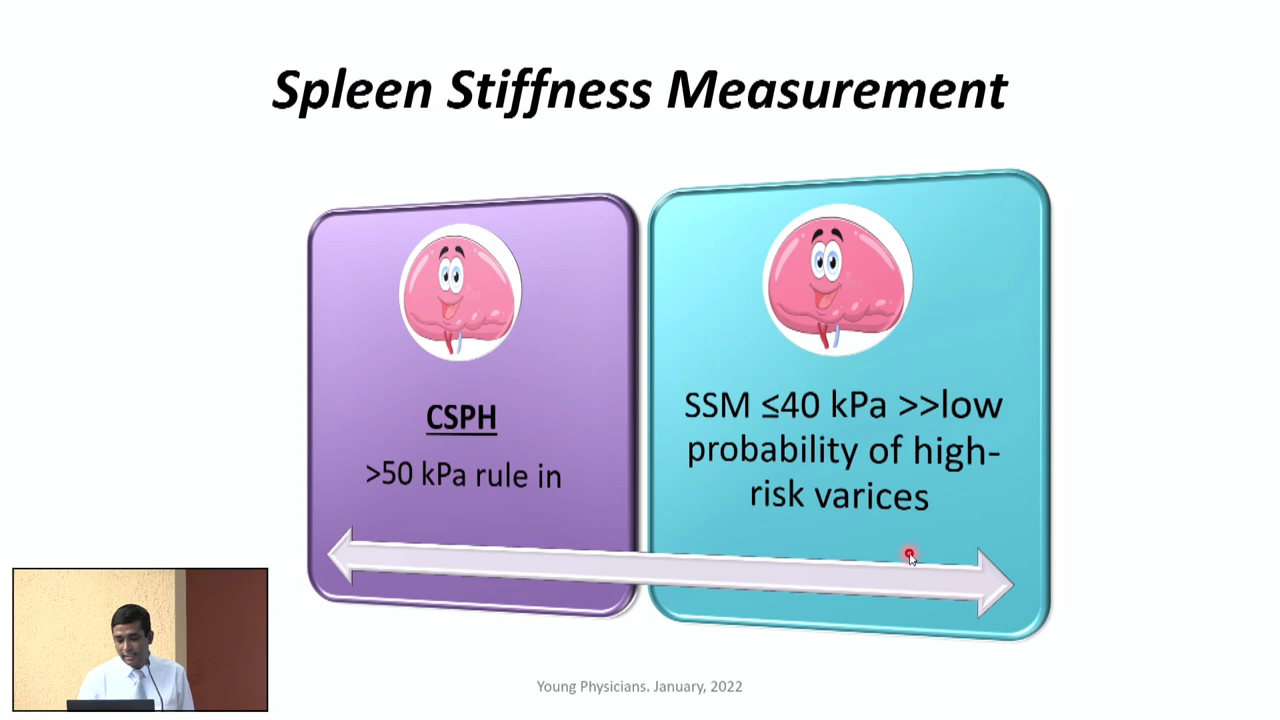 Spleen Stiffness Measurement
CSPH
>50 kPa rule in
SSM ≤40 kPa >>low
probability of high-
risk varices
Young Physicians. January, 2022